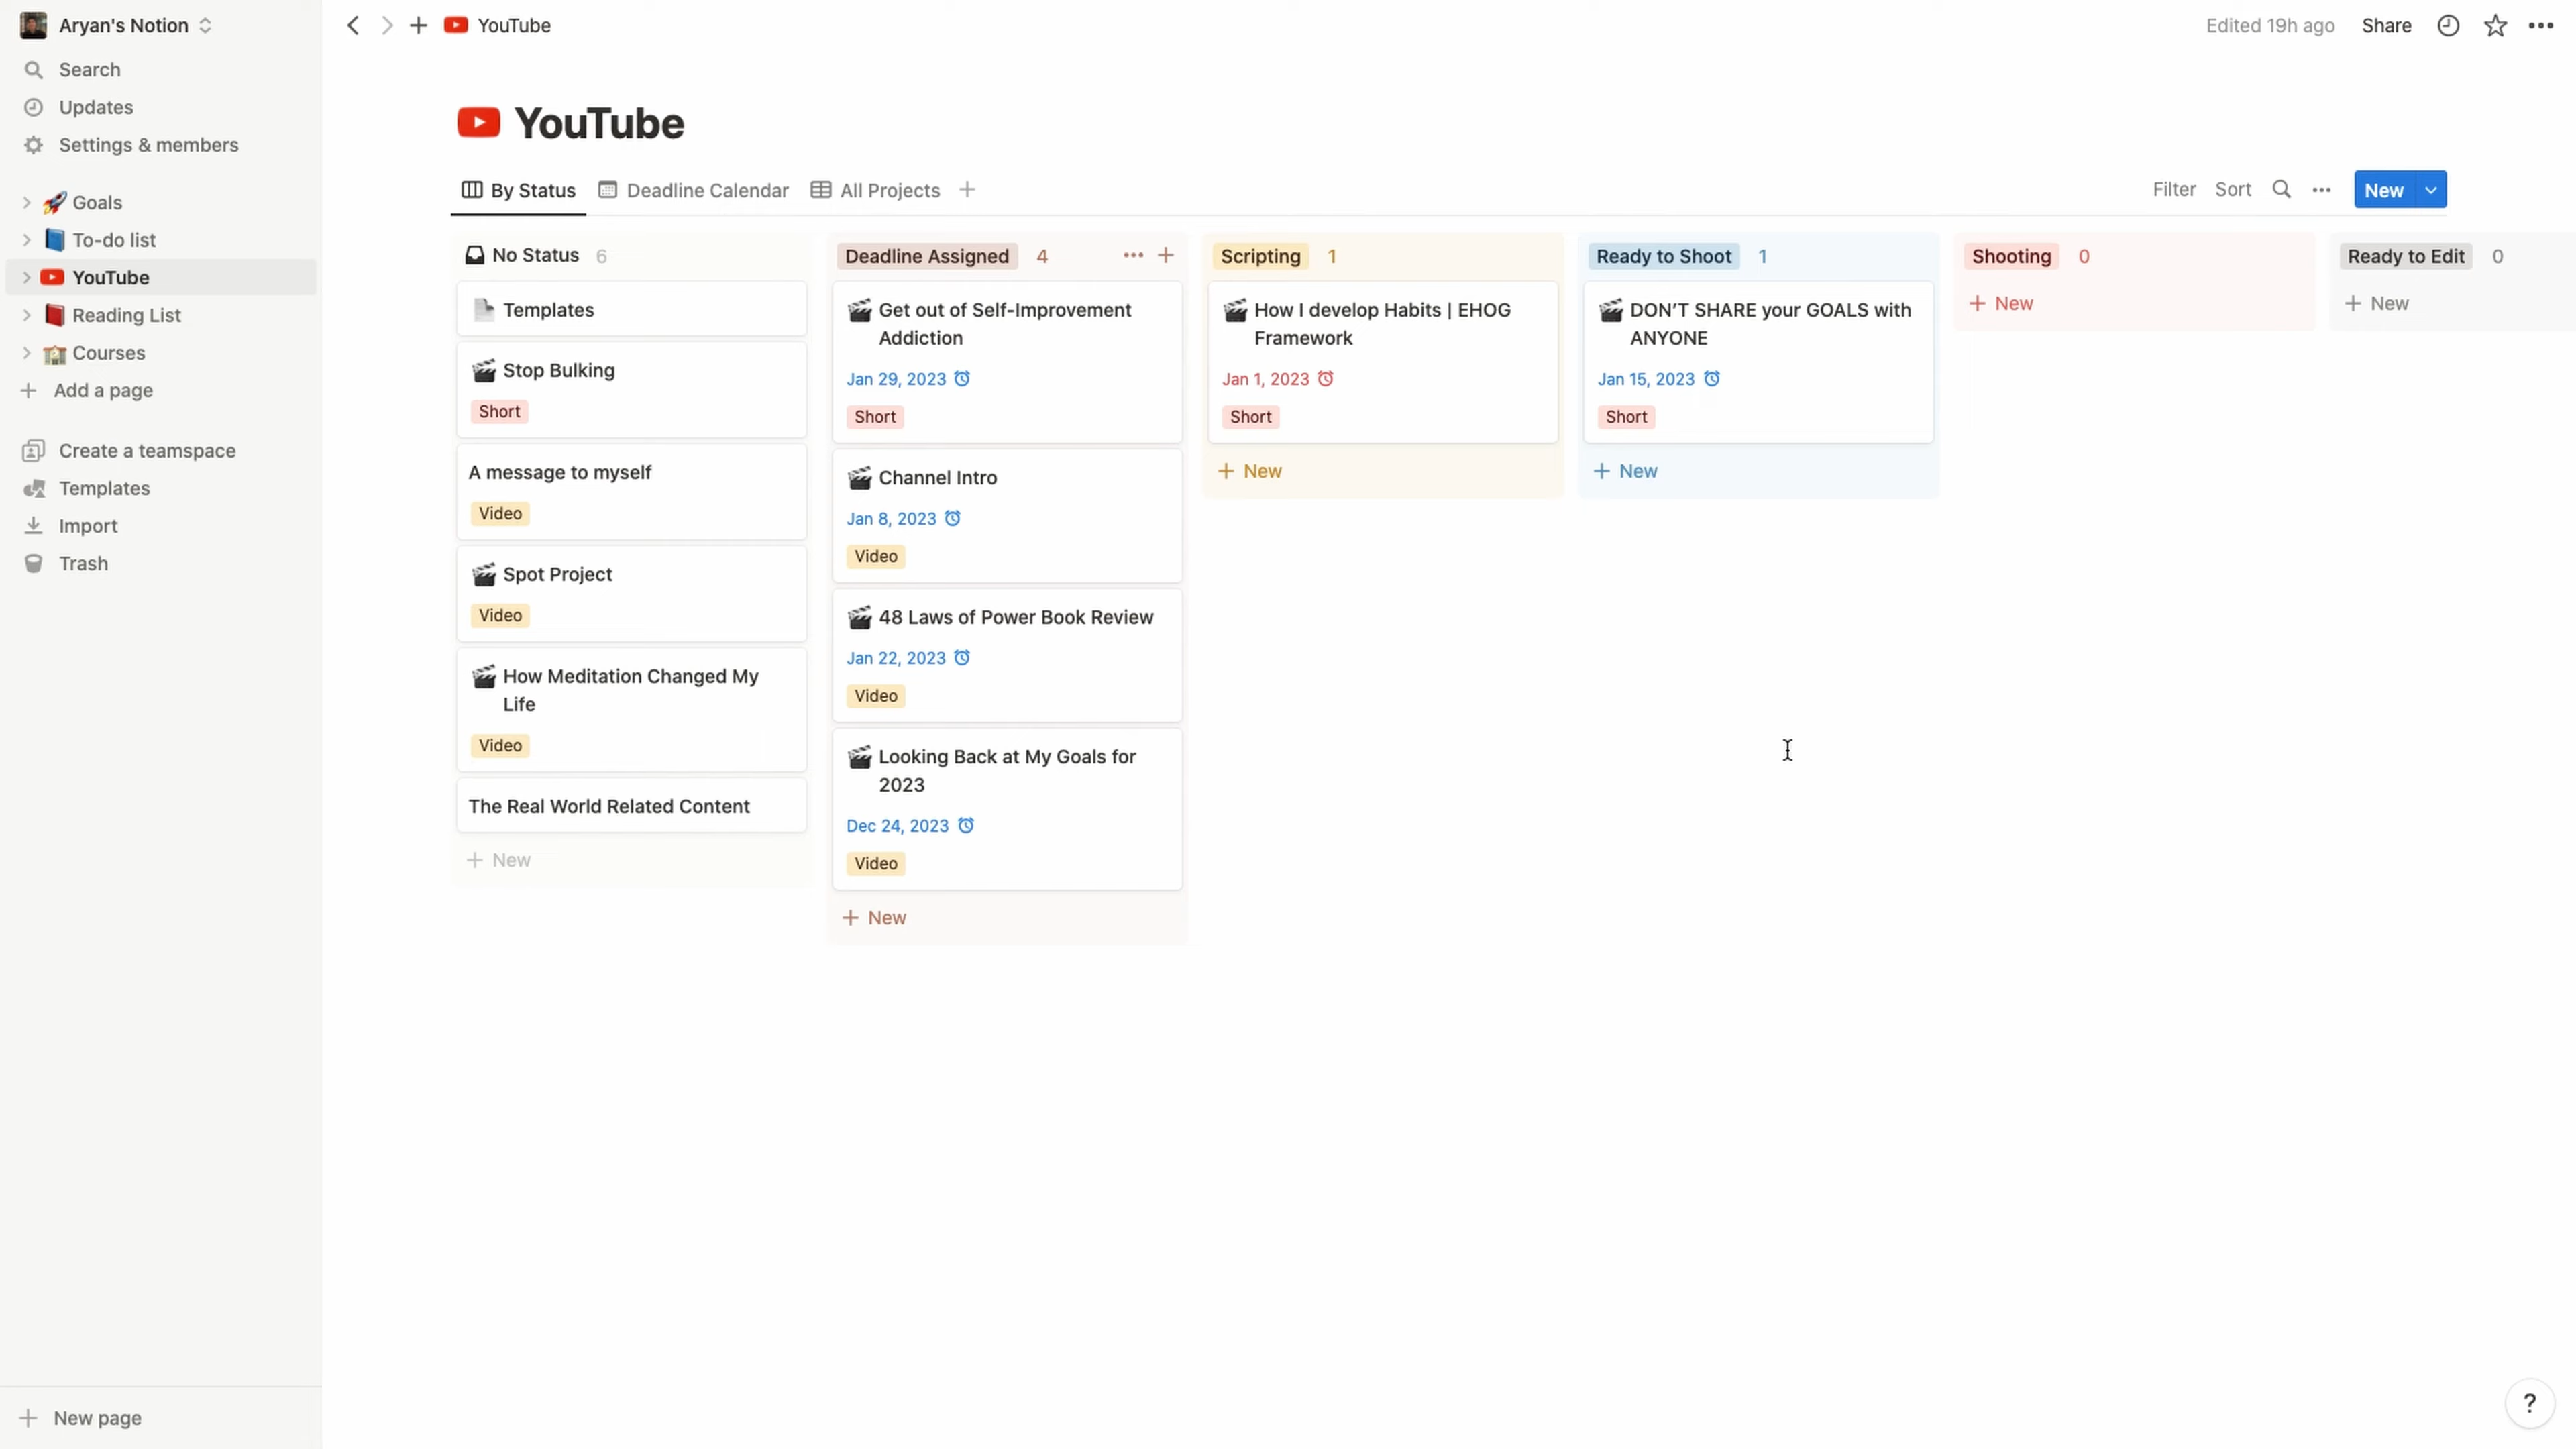 Aryan's Notion
Search
Updates
Settings & members
Goals
To-do list
YouTube
Reading List
Courses
Add a page
Create a teamspace
Templates
Import
Trash
New page
YouTube
Edited 19h ago
Share
YouTube
By Status
Deadline Calendar
All Projects
Filter
Sort
New
No Status 6
Templates
Stop Bulking
Short
A message to myself
Video
Spot Project
Video
How Meditation Changed My
Life
Video
The Real World Related Content
New
Deadline Assigned 4
Get out of Self-Improvement
Addiction
Jan 29, 2023
Short
Channel Intro
Jan 8, 2023
Video
48 Laws of Power Book Review
Jan 22, 2023
Video
Looking Back at My Goals for
2023
Dec 24, 2023
Video
New
Scripting 1
How I develop Habits | EHOG
Framework
Jan 1, 2023
Short
New
Ready to Shoot 1
DON'T SHARE your GOALS with
ANYONE
Jan 15, 2023
Short
New
Shooting 0
New
Ready to Edit 0
New
?